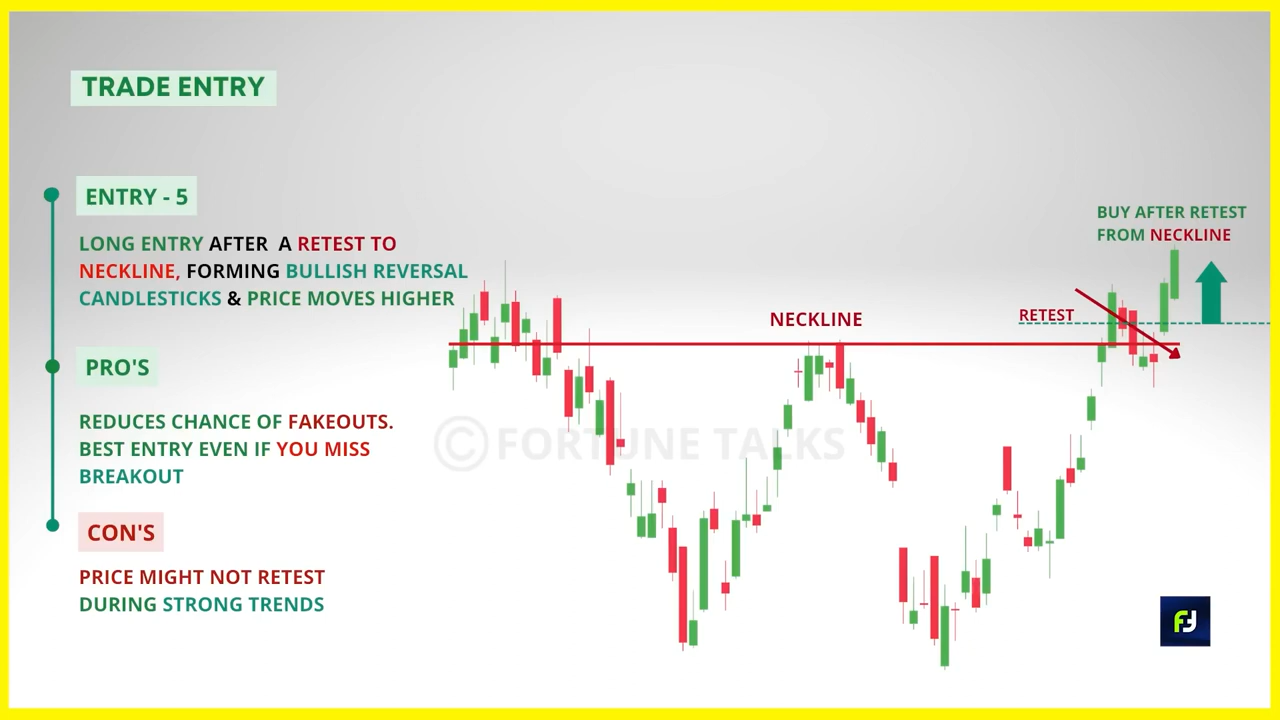 TRADE ENTRY
ENTRY - 5
LONG ENTRY AFTER A RETEST TO
NECKLINE, FORMING BULLISH REVERSAL
CANDLESTICKS & PRICE MOVES HIGHER
PRO'S
REDUCES CHANCE OF FAKEOUTS.
BEST ENTRY EVEN IF YOU MISS
BREAKOUT
CON'S
PRICE MIGHT NOT RETEST
DURING STRONG TRENDS
NECKLINE
BUY AFTER RETEST
FROM NECKLINE
RETEST
© FORTUNE TALKS